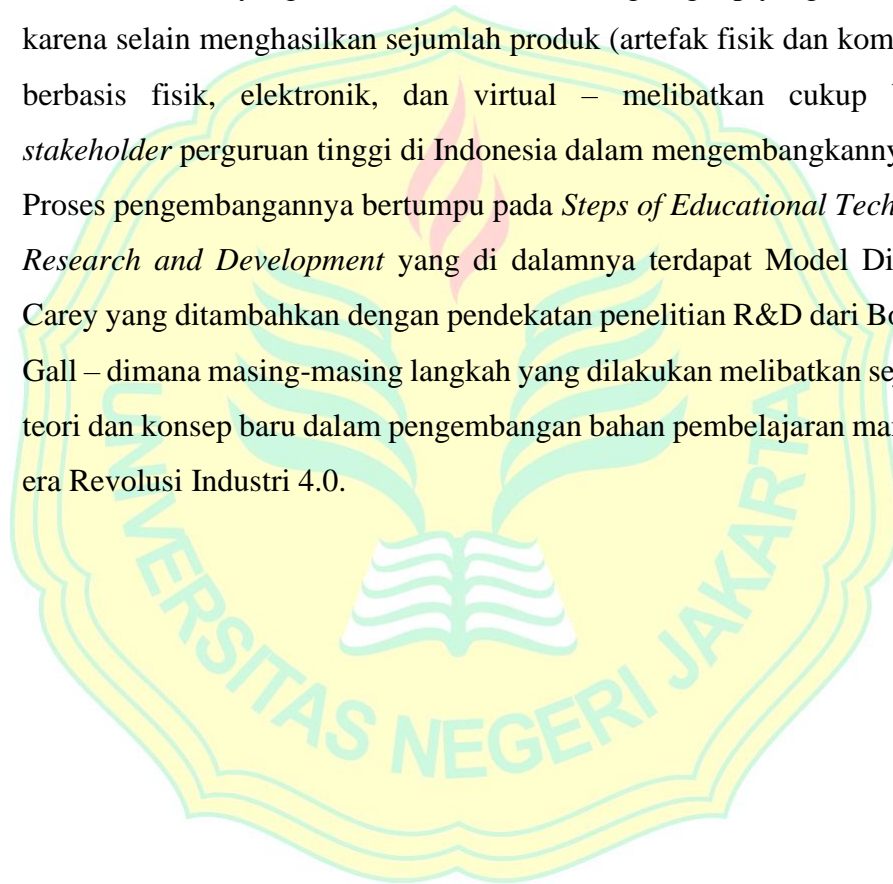 karena selain menghasilkan sejumlah produk (artefak fisik dan kom
berbasis fisik, elektronik, dan virtual – melibatkan cukup
stakeholder perguruan tinggi di Indonesia dalam mengembangkanny
Proses pengembangannya bertumpu pada Steps of Educational Tech
Research and Development yang di dalamnya terdapat Model Di
Carey yang ditambahkan dengan pendekatan penelitian R&D dari Bo
Gall – dimana masing-masing langkah yang dilakukan melibatkan se
teori dan konsep baru dalam pengembangan bahan pembelajaran ma
era Revolusi Industri 4.0.
UNIVERSITAS NEGERI JAKARTA